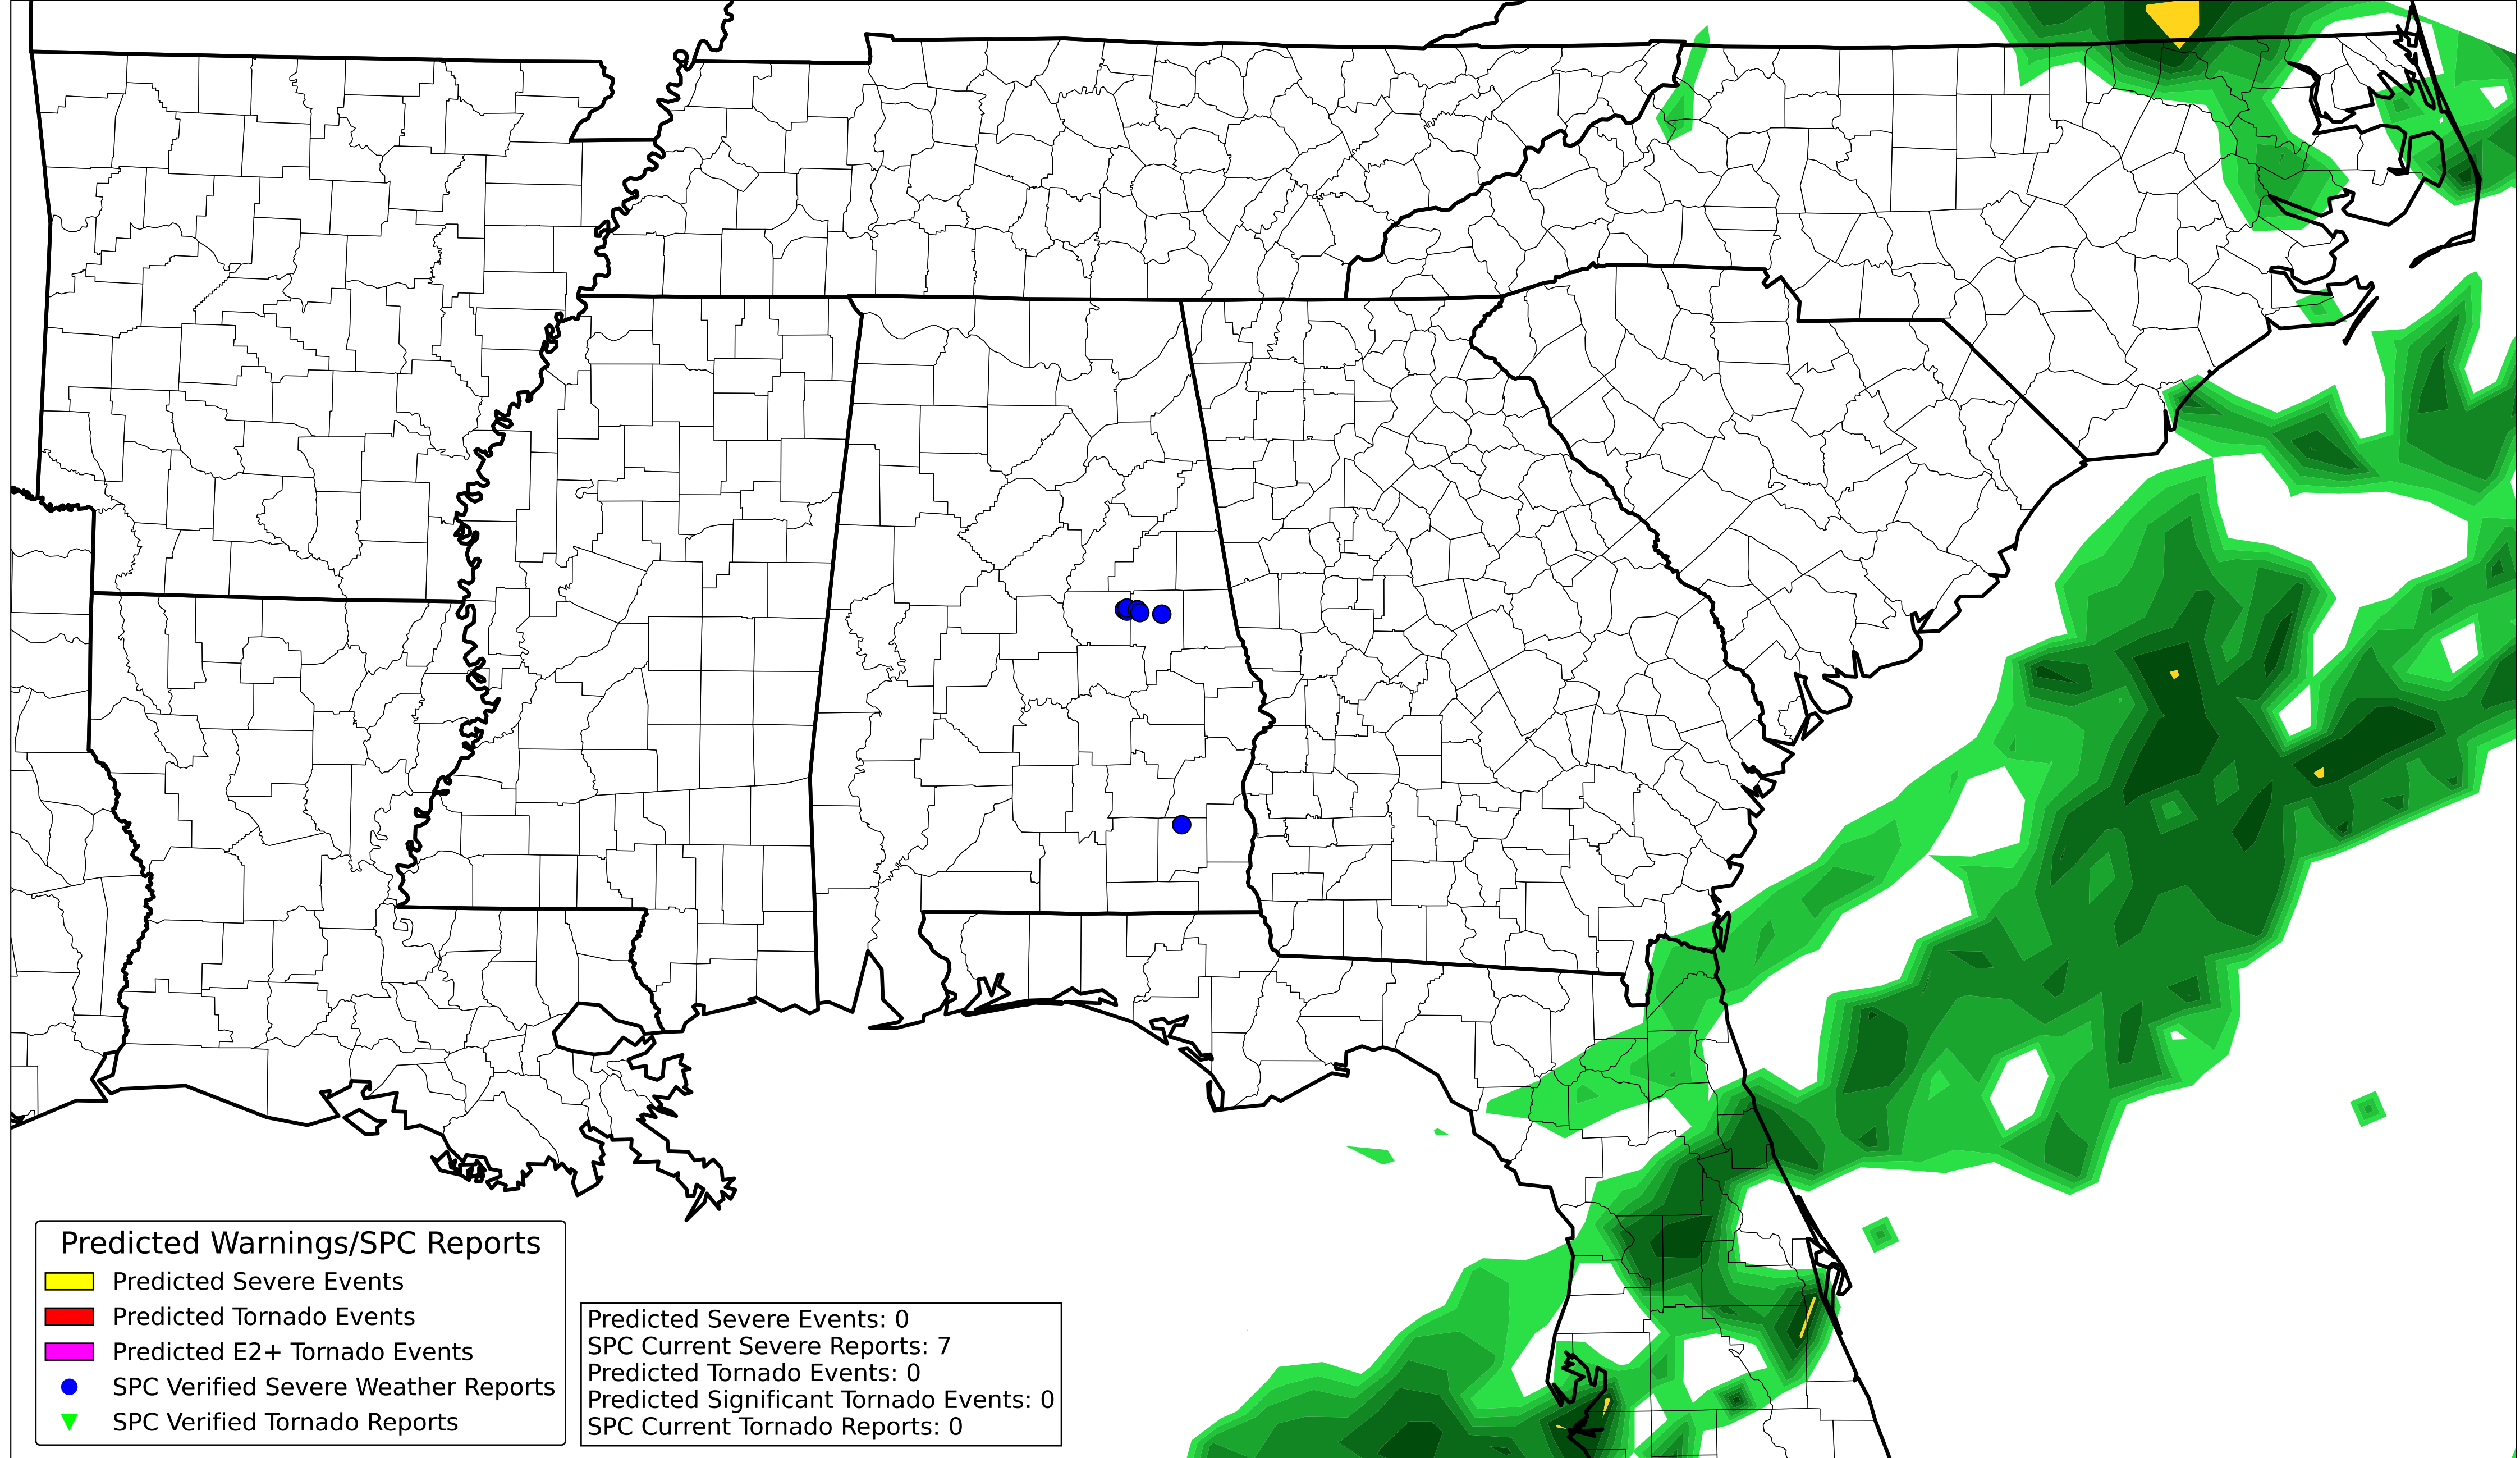 Predicted Warnings/SPC Reports
Predicted Severe Events
Predicted Tornado Events
Predicted E2+ Tornado Events
SPC Verified Severe Weather Reports
SPC Verified Tornado Reports
Predicted Severe Events: 0
SPC Current Severe Reports: 7
Predicted Tornado Events: 0
Predicted Significant Tornado Events: 0
SPC Current Tornado Reports: 0